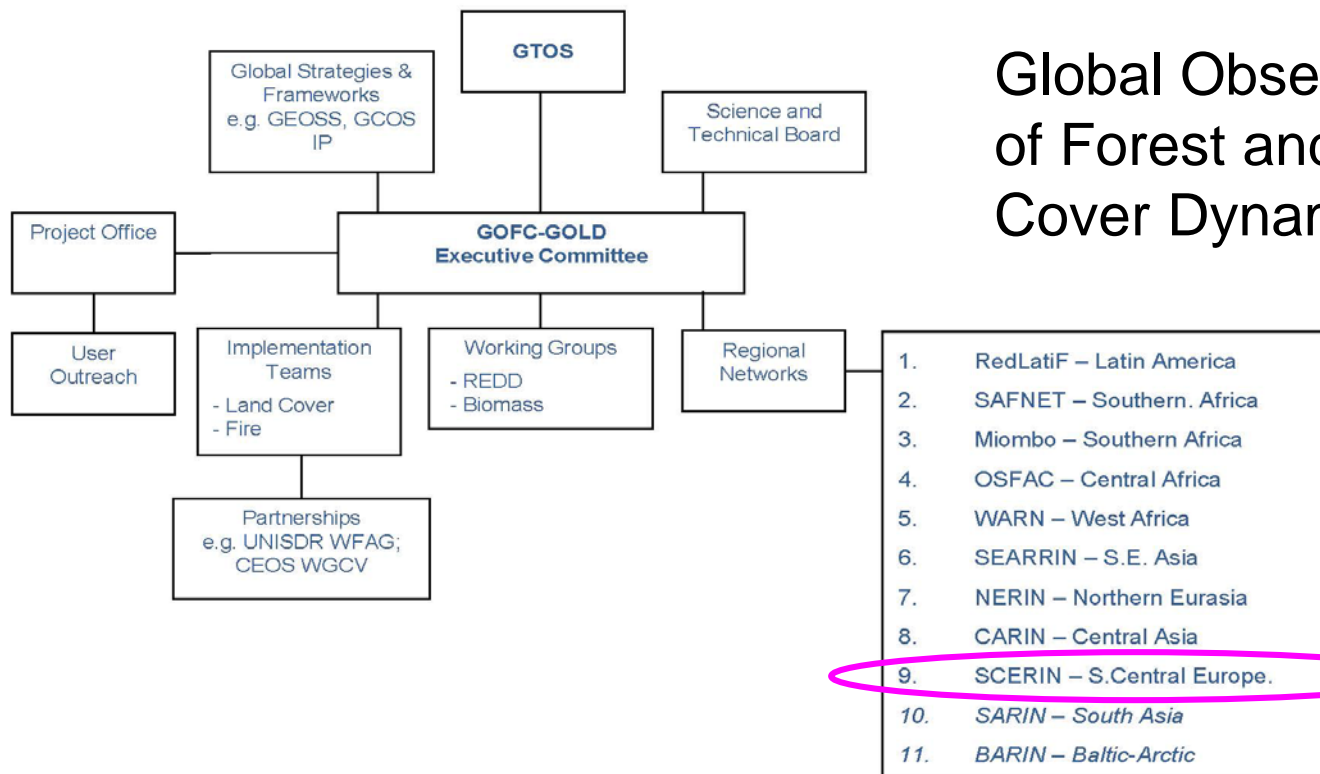 GTOS
Global Strategies &
Frameworks
e.g. GEOSS, GCOS
IP
Science and
Technical Board
Global Obse
of Forest and
Cover Dynar
Project Office
GOFC-GOLD
Executive Committee
User
Outreach
Implementation
Teams
- Land Cover
- Fire
Working Groups
- REDD
- Biomass
Regional
Networks
Partnerships
e.g. UNISDR WFAG;
CEOS WGCV
1. RedLatiF – Latin America
2. SAFNET – Southern. Africa
3. Miombo – Southern Africa
4. OSFAC – Central Africa
5. WARN – West Africa
6. SEARRIN – S.E. Asia
7. NERIN – Northern Eurasia
8. CARIN – Central Asia
9. SCERIN – S.Central Europe.
10. SARIN – South Asia
11. BARIN – Baltic-Arctic